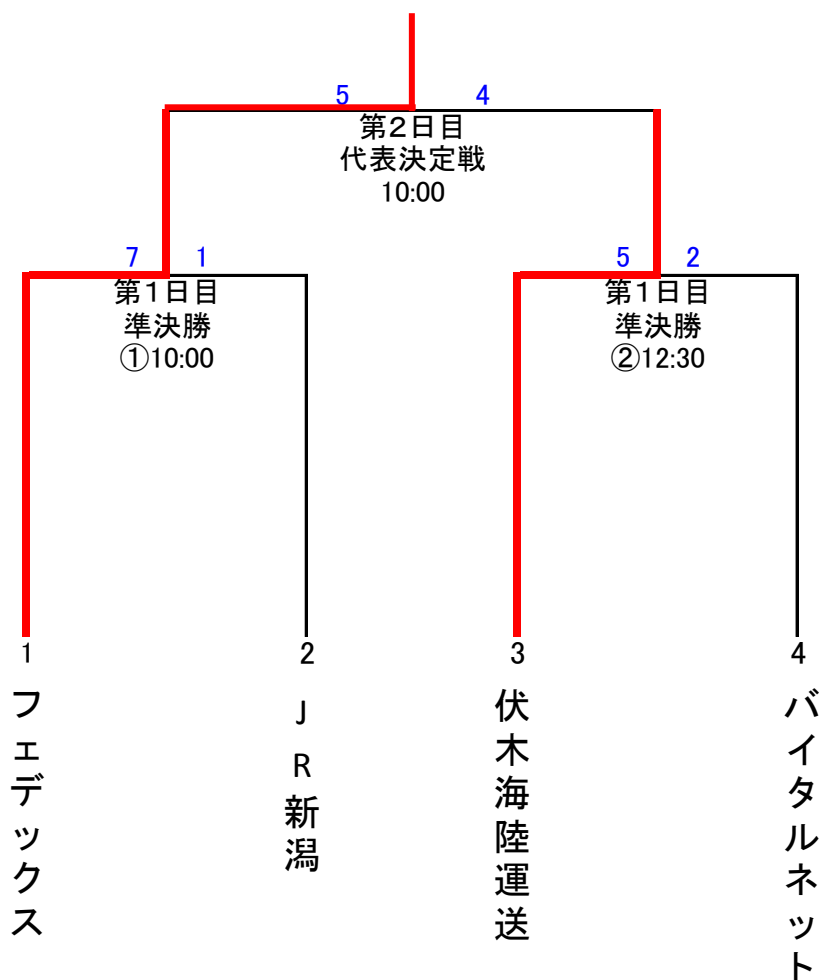 5 4
第2日目
代表決定戦
10:00
7 1
第1日目
準決勝
①10:00
5 2
第1日目
準決勝
②12:30
1
フェデックス
2
JR新潟
3
伏木海陸運送
4
バイタルネット